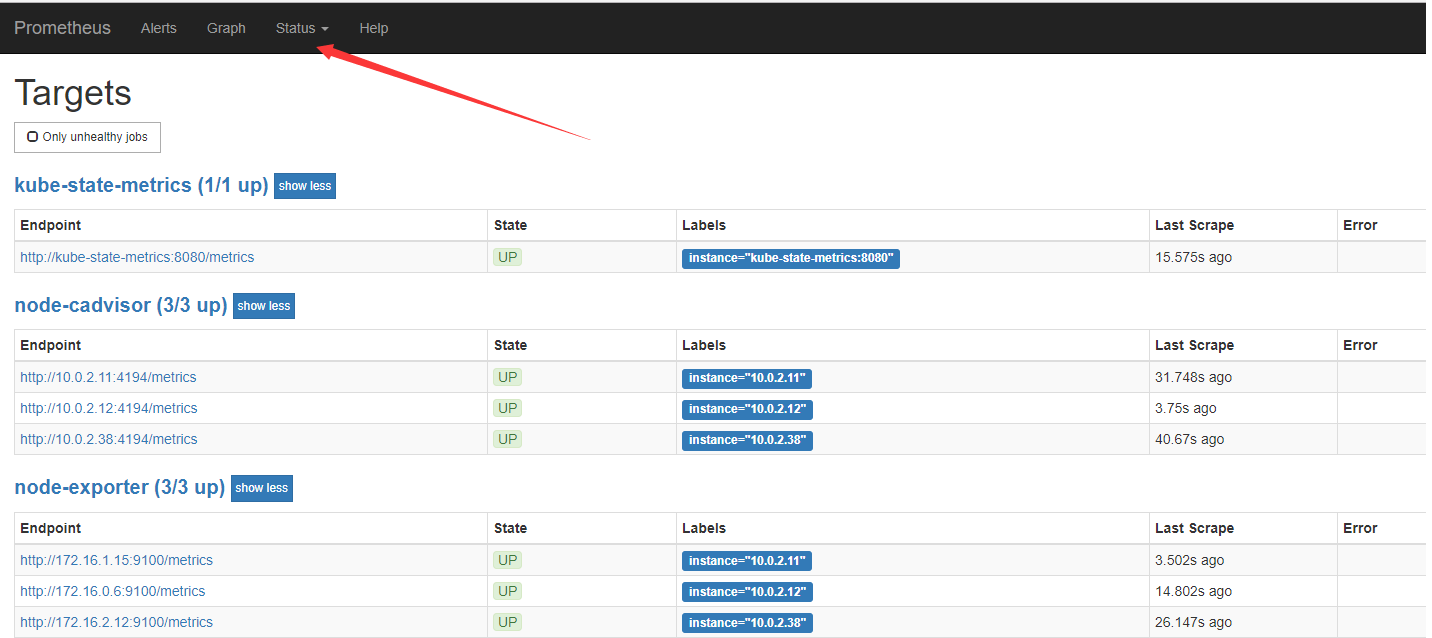 Prometheus Alerts Graph Status Help
Targets
Only unhealthy jobs
kube-state-metrics (1/1 up) show less
Endpoint State Labels Last Scrape Error
http://kube-state-metrics:8080/metrics UP instance="kube-state-metrics:8080" 15.575s ago
node-cadvisor (3/3 up) show less
Endpoint State Labels Last Scrape Error
http://10.0.2.11:4194/metrics UP instance="10.0.2.11" 31.748s ago
http://10.0.2.12:4194/metrics UP instance="10.0.2.12" 3.75s ago
http://10.0.2.38:4194/metrics UP instance="10.0.2.38" 40.67s ago
node-exporter (3/3 up) show less
Endpoint State Labels Last Scrape Error
http://172.16.1.15:9100/metrics UP instance="10.0.2.11" 3.502s ago
http://172.16.0.6:9100/metrics UP instance="10.0.2.12" 14.802s ago
http://172.16.2.12:9100/metrics UP instance="10.0.2.38" 26.147s ago